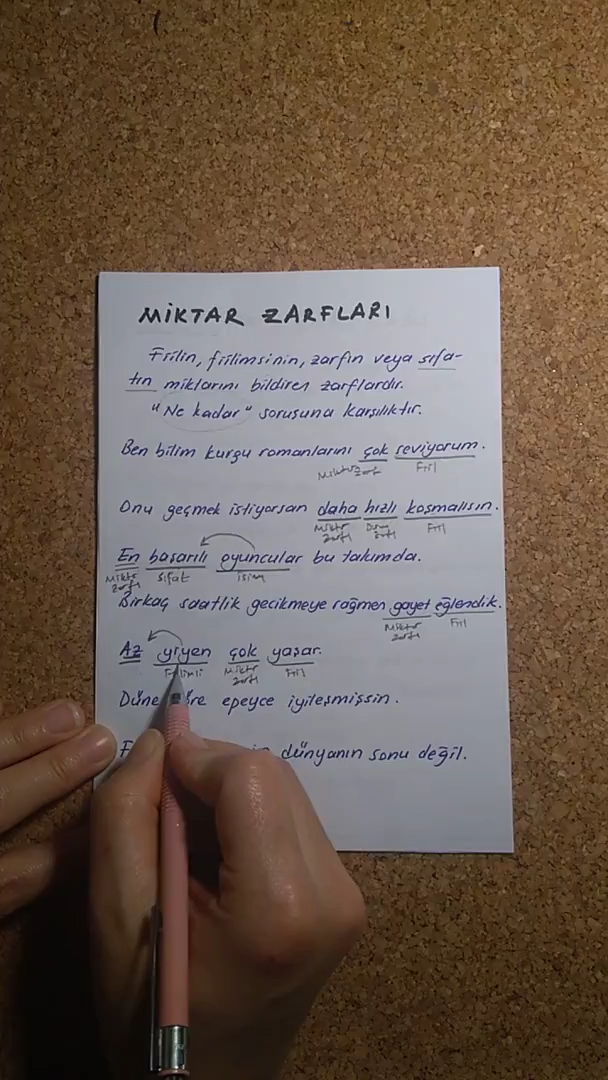 MİKTAR ZARFLARI
Fiilin, fiilimsinin, zarfın veya sıfa-
tın miktarını bildiren zarflardır.
"Ne kadar" sorusuna karşılıktır.
Ben bilim kurgu romanlarını çok seviyorum.
Miktar zarfı Fiil
Onu geçmek istiyorsan daha hızlı koşmalısın.
Miktar zarfı Durum zarfı Fiil
En başarılı oyuncular bu takımda.
Miktar zarfı sıfat isim
Birkaç saatlik gecikmeye rağmen gayet eğlendik.
Miktar zarfı Fiil
Az yiyen çok yaşar.
Miktar zarfı Fiil
Düne göre epeyce iyileşmişsin.
dünyanın sonu değil.